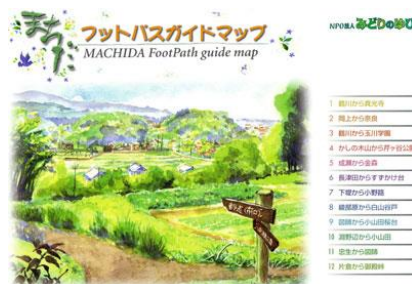 まちだ
フットパスガイドマップ
MACHIDA FootPath guide map
NPO法人 みどりのゆび
1 鶴川から真光寺
2 岡上から奈良
3 鶴川から玉川学園
4 かしの木山から芹ヶ谷公園
5 成瀬から金森
6 長津田からすずかけ台
7 下堤から小野路
8 綾部原から白山谷戸
9 図師から小山田桜台
10 淵野辺から小山田
11 忠生から図師
12 片倉から御殿峠